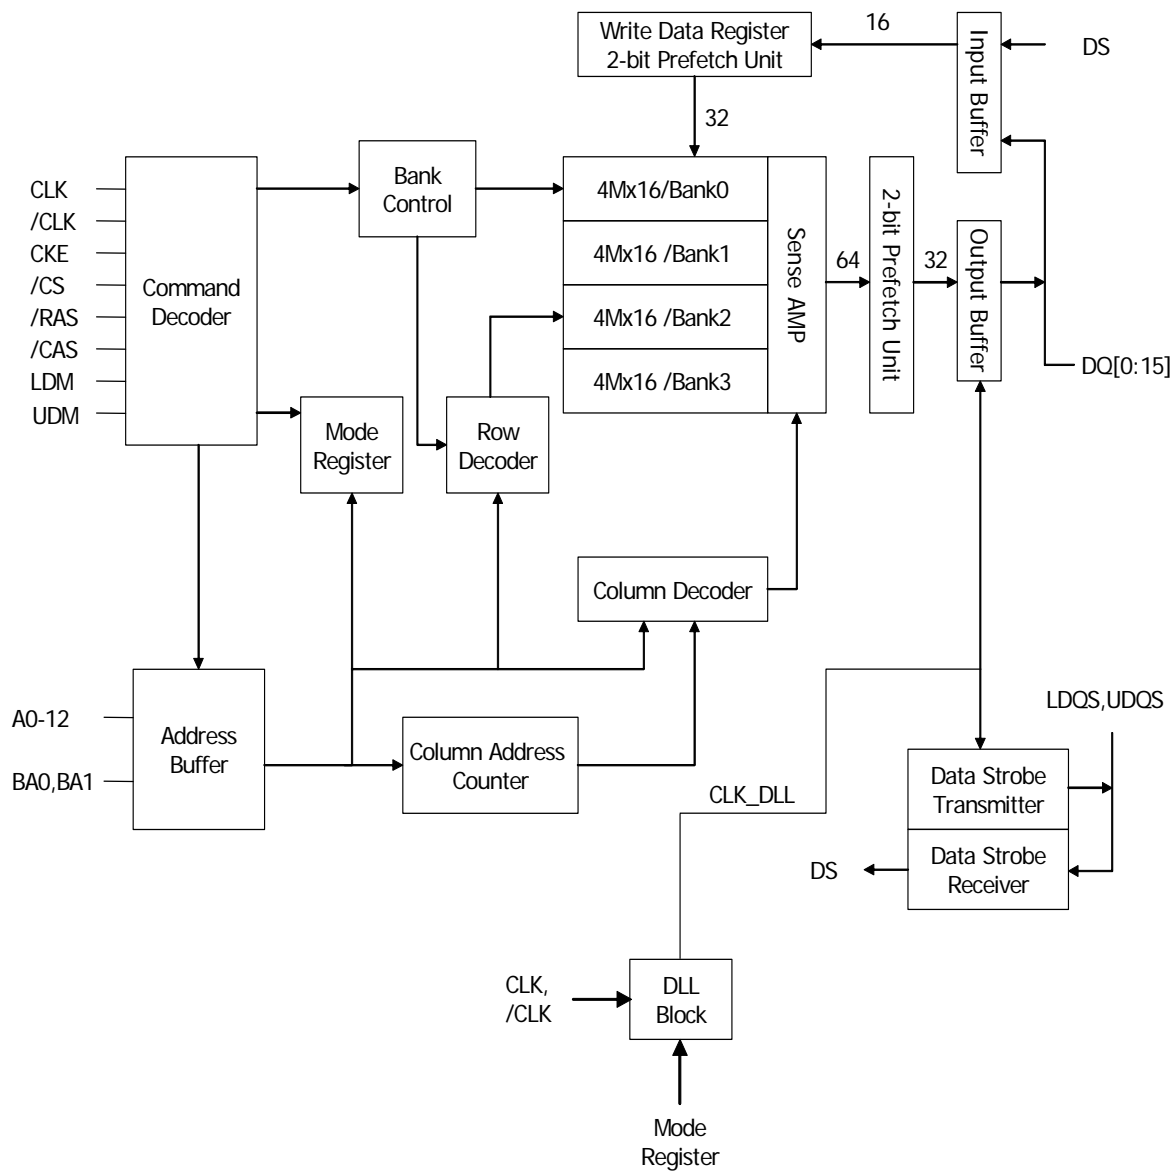 Write Data Register
2-bit Prefetch Unit
16
Input Buffer
DS
32
CLK
/CLK
CKE
/CS
/RAS
/CAS
LDM
UDM
Command
Decoder
Bank
Control
4Mx16/Bank0
4Mx16 /Bank1
4Mx16 /Bank2
4Mx16 /Bank3
Sense AMP
64
2-bit Prefetch Unit
32
Output Buffer
DQ[0:15]
Mode
Register
Row
Decoder
Column Decoder
A0-12
BA0,BA1
Address
Buffer
Column Address
Counter
CLK_DLL
LDQS,UDQS
Data Strobe
Transmitter
Data Strobe
Receiver
DS
CLK,
/CLK
DLL
Block
Mode
Register